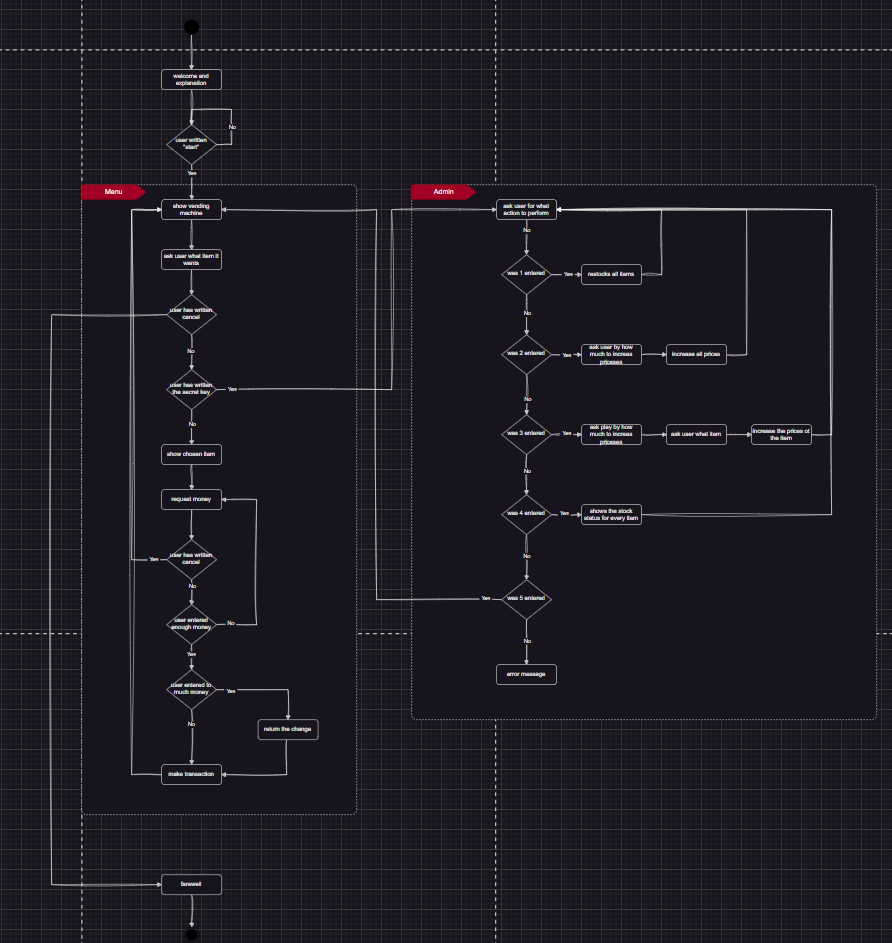 welcome and
explanation
user written
"start"
No
Yes
Menu
show vending
machine
ask user what item it
wants
user has written
cancel
No
user has written
the secret key
Yes
No
show chosen item
request money
user has written
cancel
Yes
No
user entered
enough money
No
Yes
user entered to
much money
Yes
No
return the change
make transaction
farewell
Admin
ask user for what
action to perform
No
was 1 entered
Yes
restocks all items
No
was 2 entered
Yes
ask user by how
much to increas
priceses
increase all prices
No
was 3 entered
Yes
ask play by how
much to increas
priceses
ask user what item
increase the prices of
the item
No
was 4 entered
Yes
shows the stock
status for every item
No
was 5 entered
Yes
No
error message